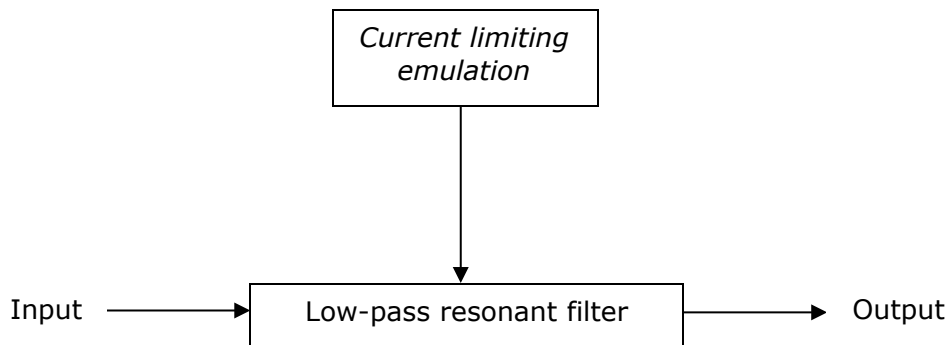 Current limiting
emulation
Input
Low-pass resonant filter
Output